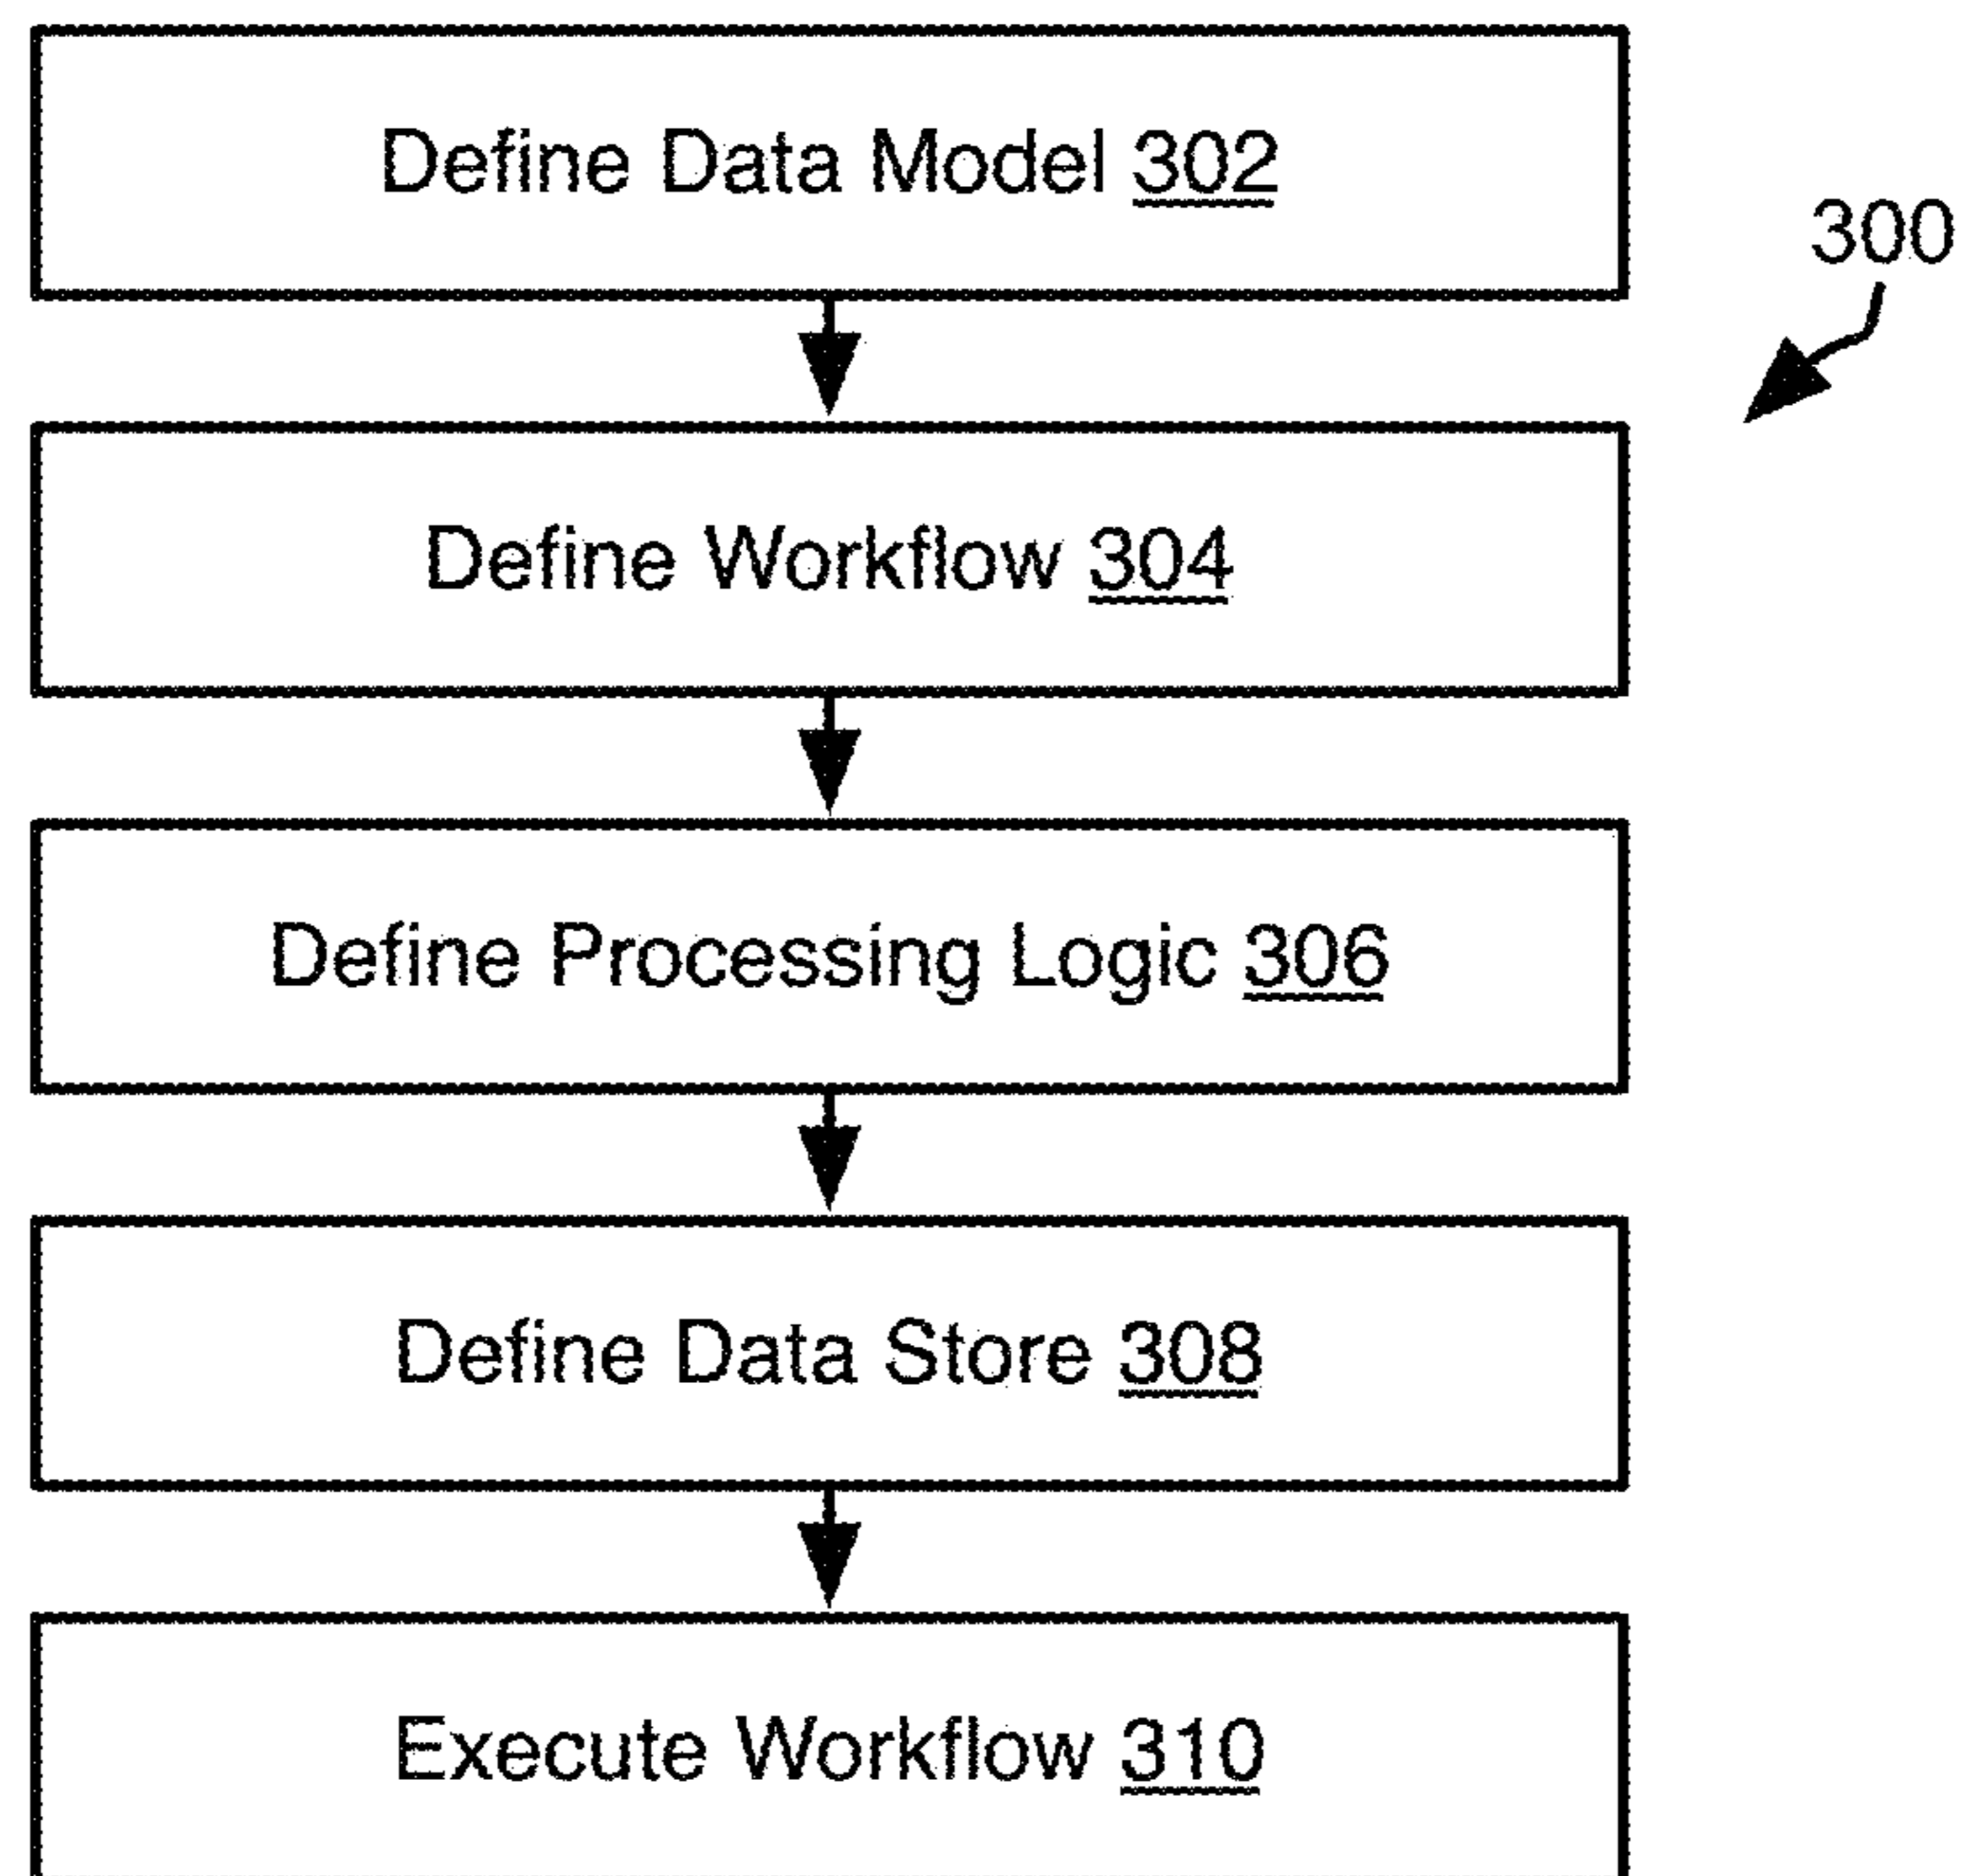 Define Data Model 302
300
Define Workflow 304
Define Processing Logic 306
Define Data Store 308
Execute Workflow 310